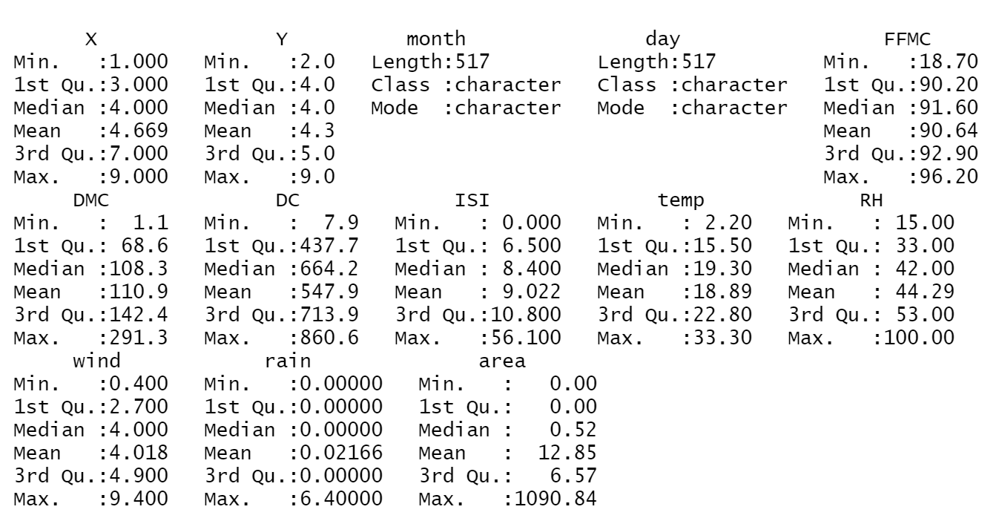 X               Y            month               day                 FFMC
Min.   :1.000   Min.   :2.0   Length:517         Length:517         Min.   :18.70
1st Qu.:3.000   1st Qu.:4.0   Class :character   Class :character   1st Qu.:90.20
Median :4.000   Median :4.0   Mode  :character   Mode  :character   Median :91.60
Mean   :4.669   Mean   :4.3                                         Mean   :90.64
3rd Qu.:7.000   3rd Qu.:5.0                                         3rd Qu.:92.90
Max.   :9.000   Max.   :9.0                                         Max.   :96.20
     DMC              DC             ISI              temp             RH
Min.   :  1.1   Min.   :  7.9   Min.   : 0.000   Min.   : 2.20   Min.   : 15.00
1st Qu.: 68.6   1st Qu.:437.7   1st Qu.: 6.500   1st Qu.:15.50   1st Qu.: 33.00
Median :108.3   Median :664.2   Median : 8.400   Median :19.30   Median : 42.00
Mean   :110.9   Mean   :547.9   Mean   : 9.022   Mean   :18.89   Mean   : 44.29
3rd Qu.:142.4   3rd Qu.:713.9   3rd Qu.:10.800   3rd Qu.:22.80   3rd Qu.: 53.00
Max.   :291.3   Max.   :860.6   Max.   :56.100   Max.   :33.30   Max.   :100.00
     wind            rain              area
Min.   :0.400   Min.   :0.00000   Min.   :   0.00
1st Qu.:2.700   1st Qu.:0.00000   1st Qu.:   0.00
Median :4.000   Median :0.00000   Median :   0.52
Mean   :4.018   Mean   :0.02166   Mean   :  12.85
3rd Qu.:4.900   3rd Qu.:0.00000   3rd Qu.:   6.57
Max.   :9.400   Max.   :6.40000   Max.   :1090.84